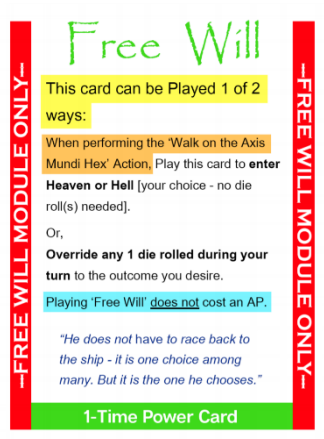 Free Will
—FREE WILL MODULE ONLY—
This card can be Played 1 of 2
ways:
When performing the ‘Walk on the Axis
Mundi Hex’ Action, Play this card to enter
Heaven or Hell [your choice - no die
roll(s) needed].
Or,
Override any 1 die rolled during your
turn to the outcome you desire.
Playing ‘Free Will’ does not cost an AP.
“He does not have to race back to
the ship - it is one choice among
many. But it is the one he chooses.”
—FREE WILL MODULE ONLY—
1-Time Power Card